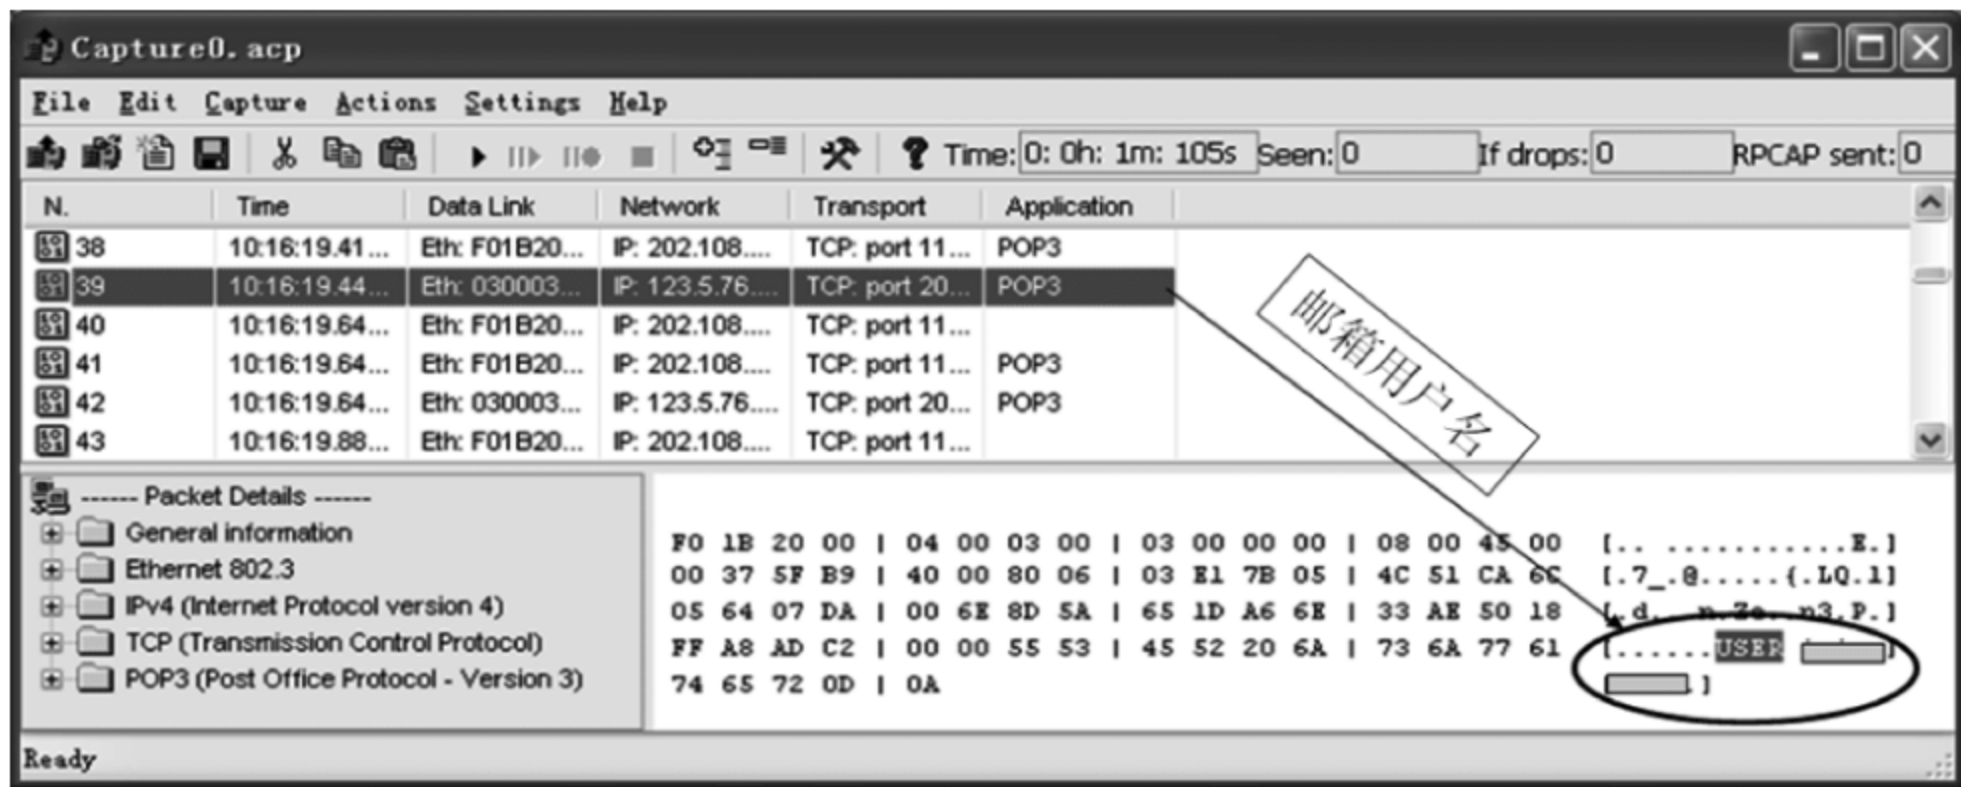 Capture0.acp
File Edit Capture Actions Settings Help
Time: 0: 0h: 1m: 105s Seen: 0 If drops: 0 RPCAP sent: 0
N. Time Data Link Network Transport Application
38 10:16:19.41... Eth: F01B20... IP: 202.108.... TCP: port 11... POP3
39 10:16:19.44... Eth: 030003... IP: 123.5.76.... TCP: port 20... POP3
40 10:16:19.64... Eth: F01B20... IP: 202.108.... TCP: port 11...
41 10:16:19.64... Eth: F01B20... IP: 202.108.... TCP: port 11... POP3
42 10:16:19.64... Eth: 030003... IP: 123.5.76.... TCP: port 20... POP3
43 10:16:19.88... Eth: F01B20... IP: 202.108.... TCP: port 11...
邮箱用户名
------ Packet Details ------
General information
Ethernet 802.3
IPv4 (Internet Protocol version 4)
TCP (Transmission Control Protocol)
POP3 (Post Office Protocol - Version 3)
F0 1B 20 00 | 04 00 03 00 | 03 00 00 00 | 08 00 45 00 [.. ...........E.]
00 37 5F B9 | 40 00 80 06 | 03 E1 7B 05 | 4C 51 CA 6C [.7_.@.....{.LQ.l]
05 64 07 DA | 00 6E 8D 5A | 65 1D A6 6E | 33 AE 50 18 [.d...n.Ze..n3.P.]
FF A8 AD C2 | 00 00 55 53 | 45 52 20 6A | 73 6A 77 61 [......USER ]
74 65 72 0D | 0A .]
Ready